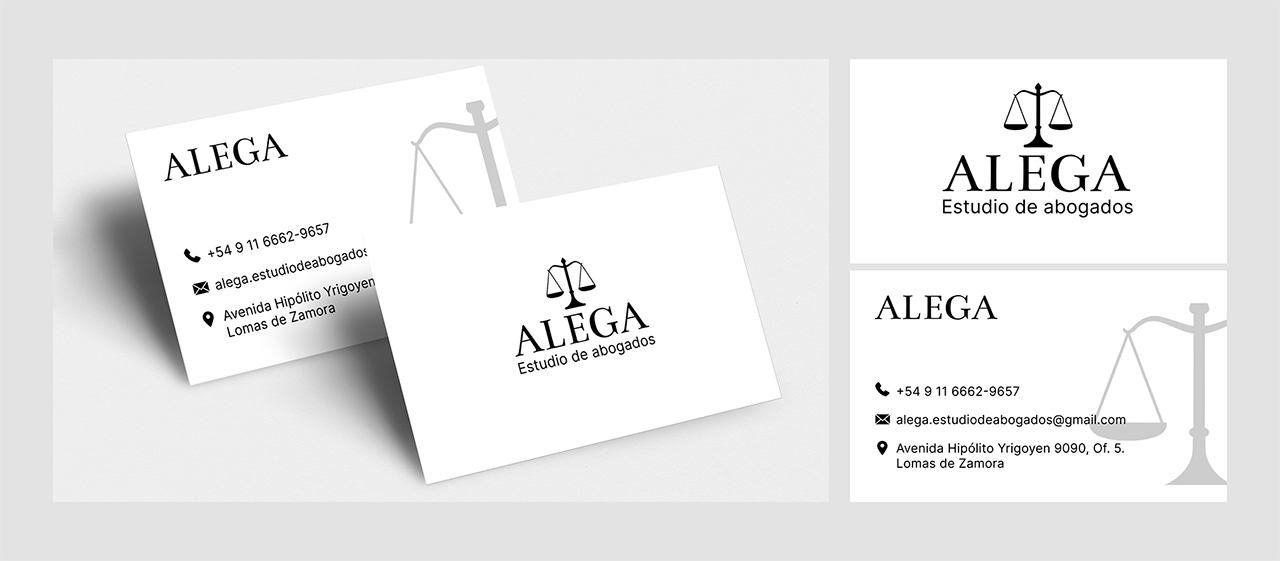 ALEGA
+54 9 11 6662-9657
alega.estudiodeabogados
Avenida Hipólito Yrigoyen
Lomas de Zamora
ALEGA
Estudio de abogados
ALEGA
Estudio de abogados
ALEGA
+54 9 11 6662-9657
alega.estudiodeabogados@gmail.com
Avenida Hipólito Yrigoyen 9090, Of. 5.
Lomas de Zamora